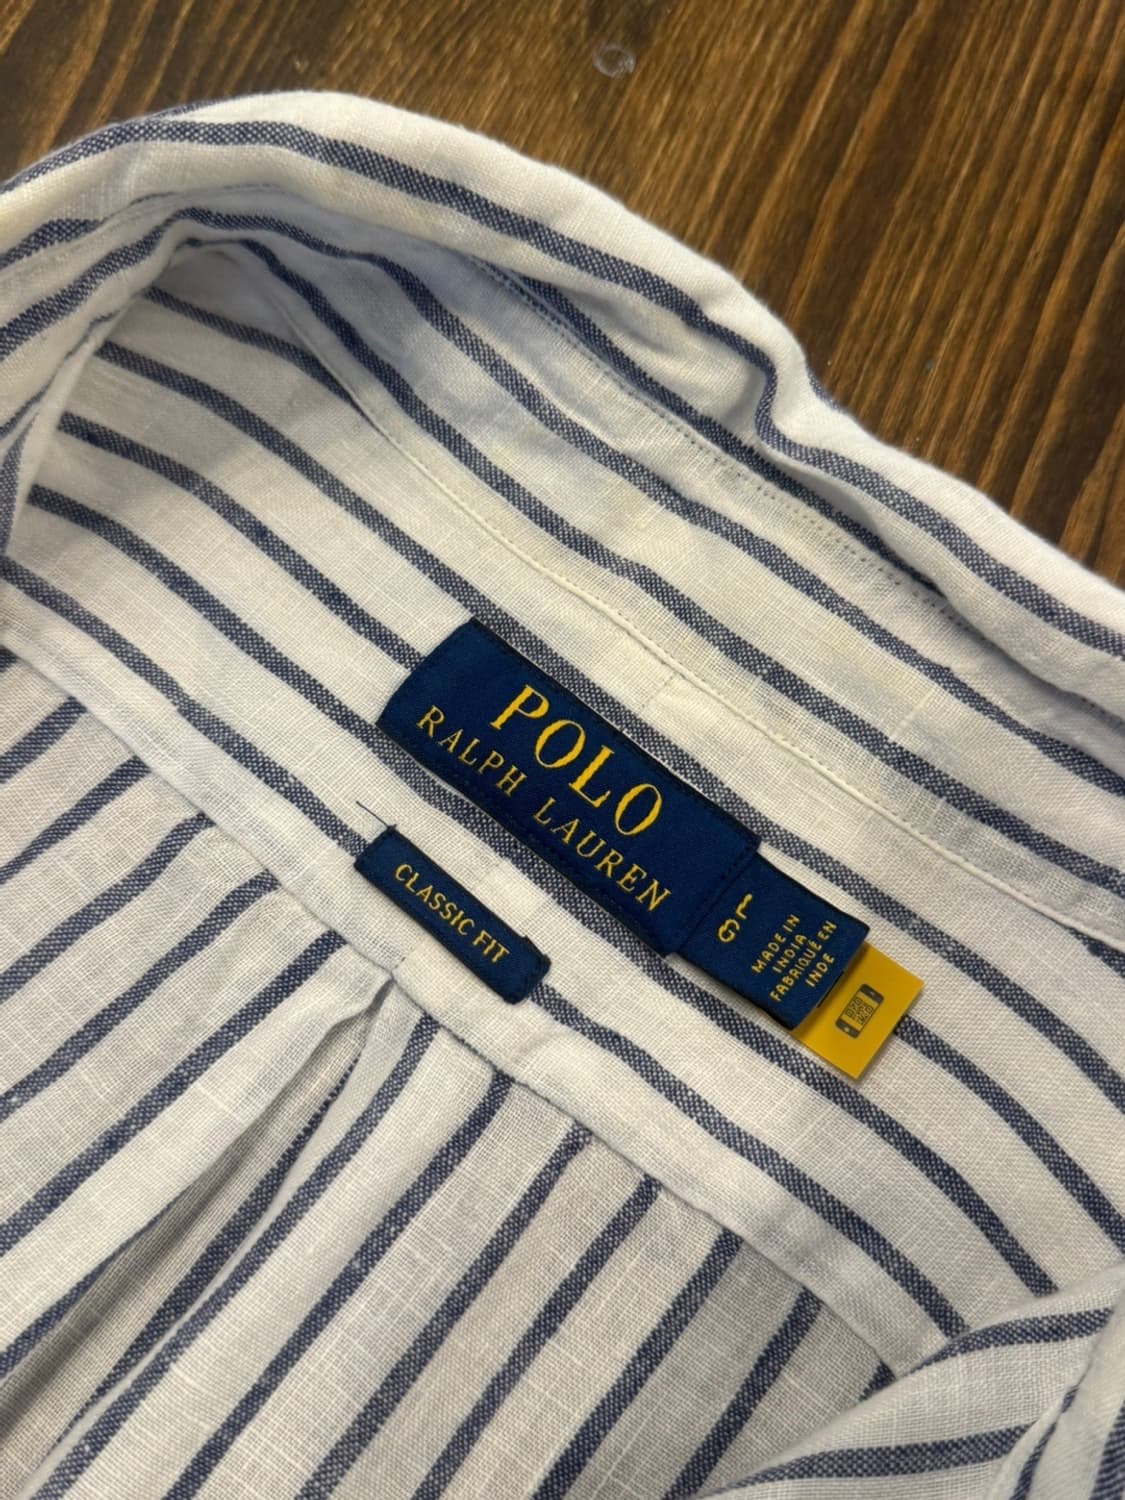 POLO
RALPH LAUREN
L
G
MADE IN
INDIA
FABRIQUÉ EN
INDE
CLASSIC FIT